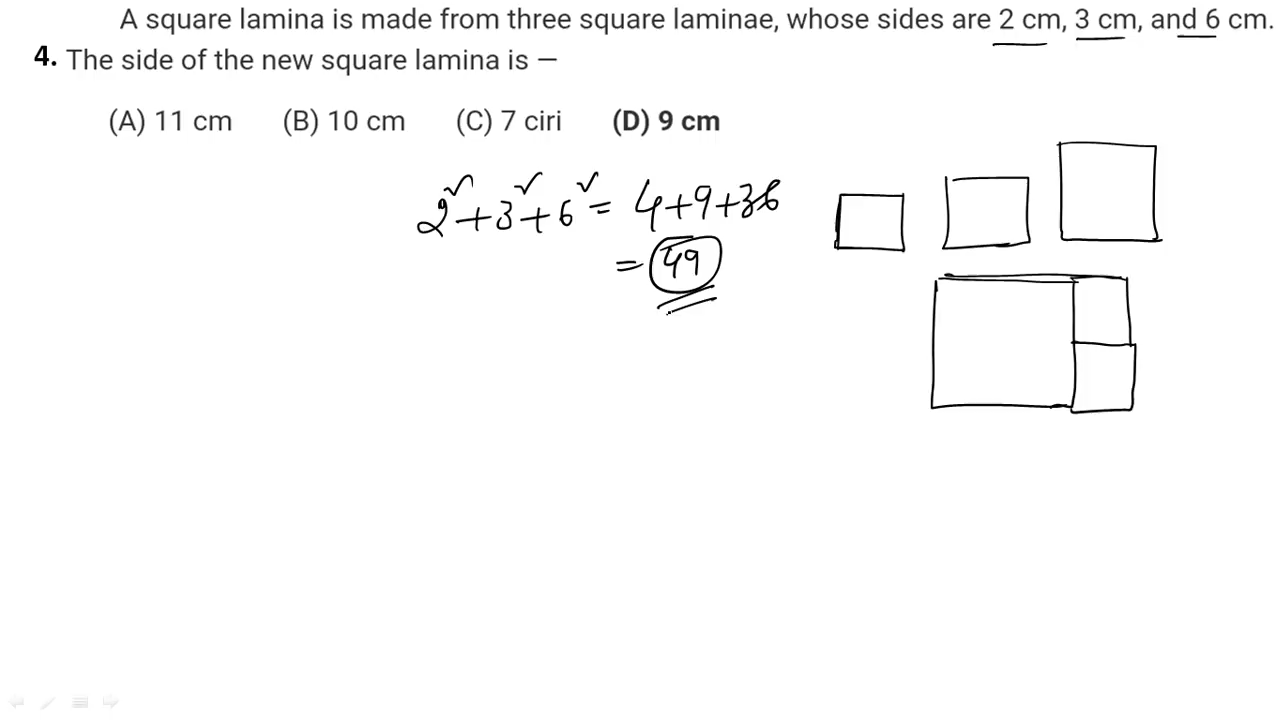 A square lamina is made from three square laminae, whose sides are 2 cm, 3 cm, and 6 cm.
4. The side of the new square lamina is –
(A) 11 cm (B) 10 cm (C) 7 ciri (D) 9 cm
2²+3²+6² = 4+9+36
= 49